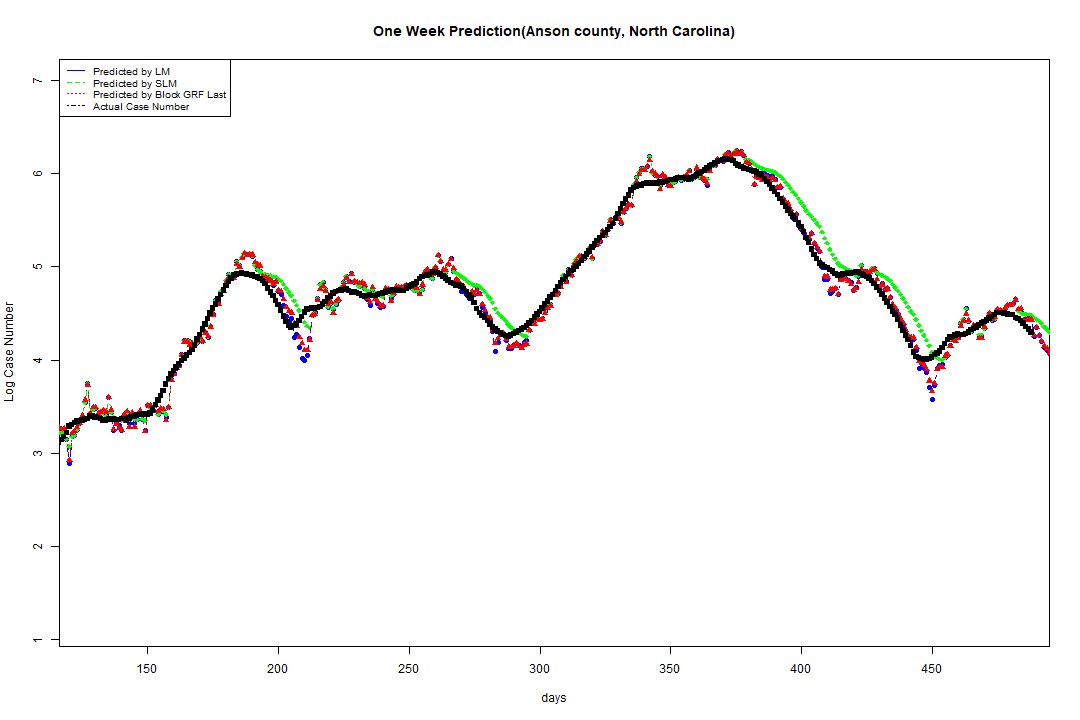 One Week Prediction(Anson county, North Carolina)
Predicted by LM
Predicted by SLM
Predicted by Block GRF Last
Actual Case Number
7
6
5
4
3
2
1
Log Case Number
150 200 250 300 350 400 450
days